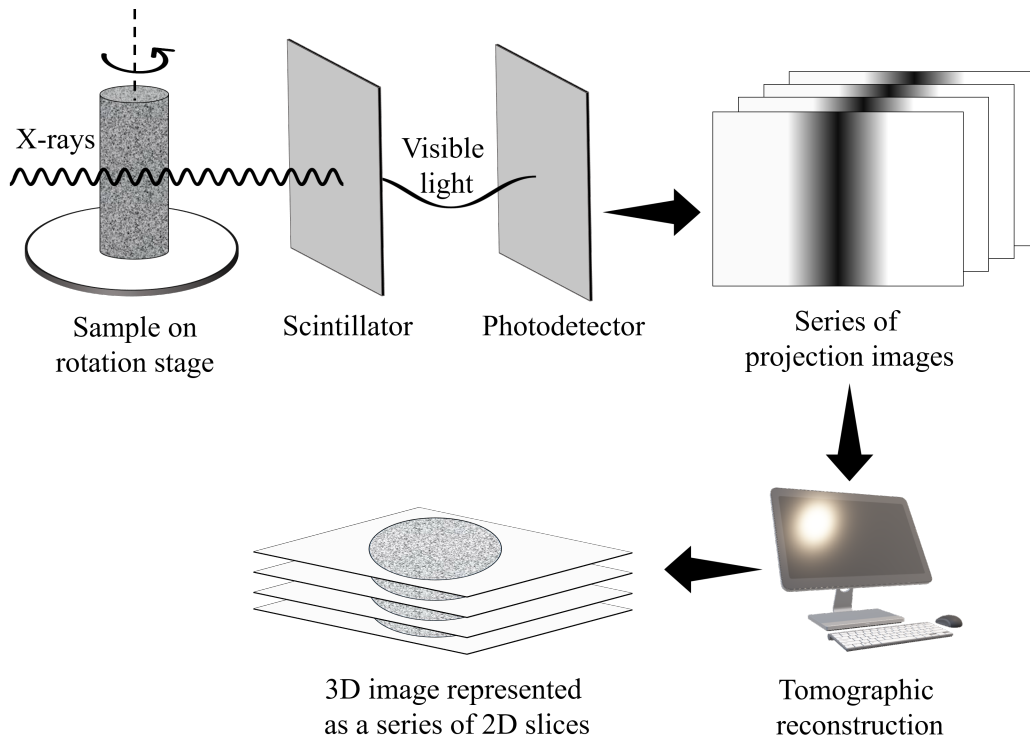 X-rays
Visible
light
Sample on
rotation stage
Scintillator
Photodetector
Series of
projection images
3D image represented
as a series of 2D slices
Tomographic
reconstruction